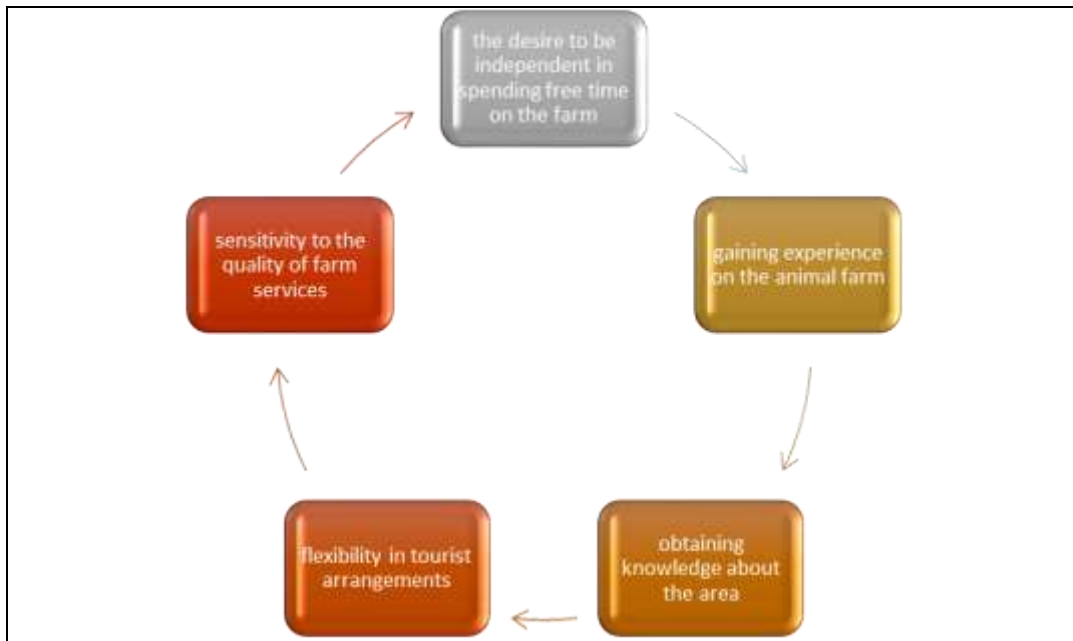 the desire to be
independent in
spending free time
on the farm
gaining experience
on the animal farm
obtaining
knowledge about
the area
flexibility in tourist
arrangements
sensitivity to the
quality of farm
services